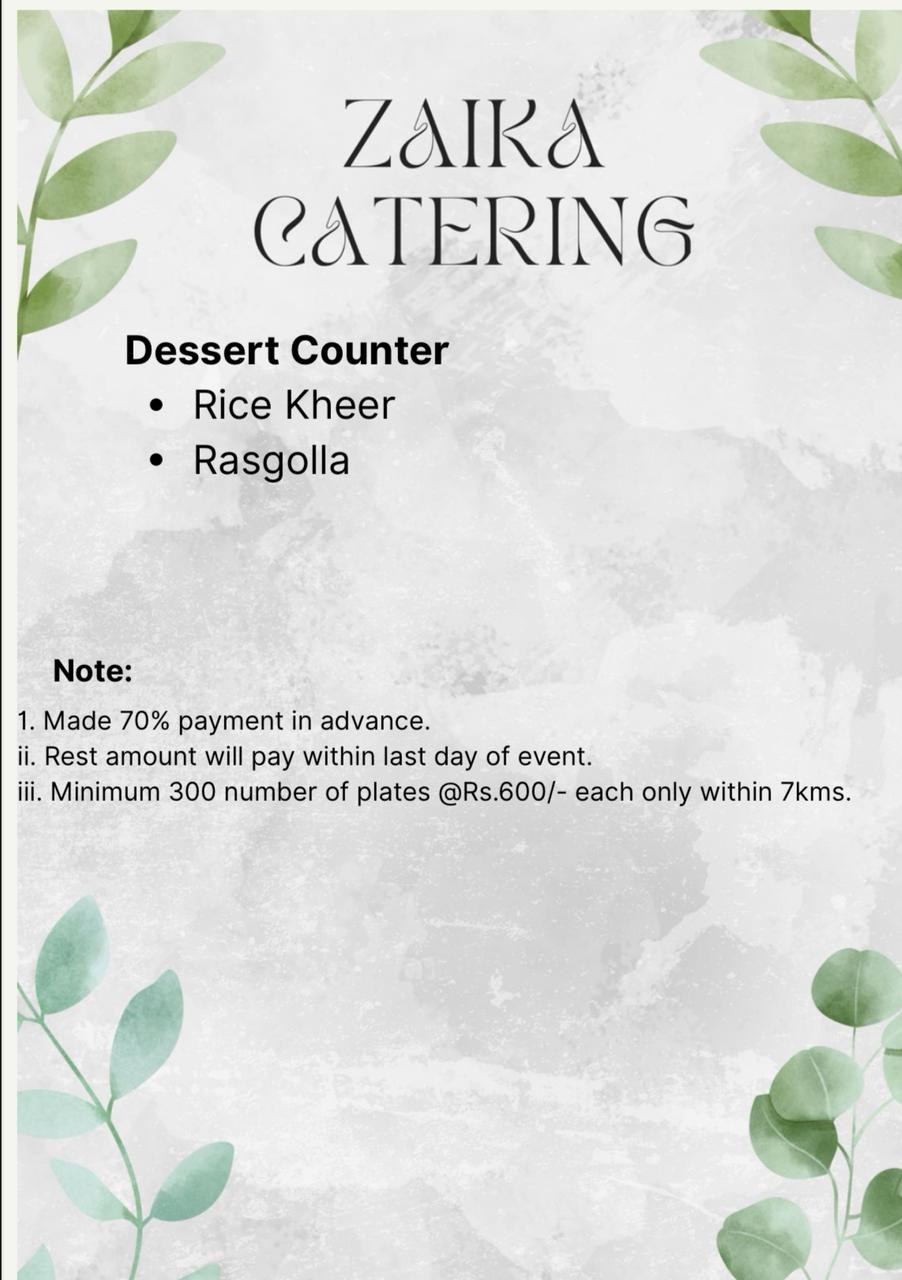 ZAIKA
CATERING
Dessert Counter
• Rice Kheer
• Rasgolla
Note:
1. Made 70% payment in advance.
ii. Rest amount will pay within last day of event.
iii. Minimum 300 number of plates @Rs.600/- each only within 7kms.